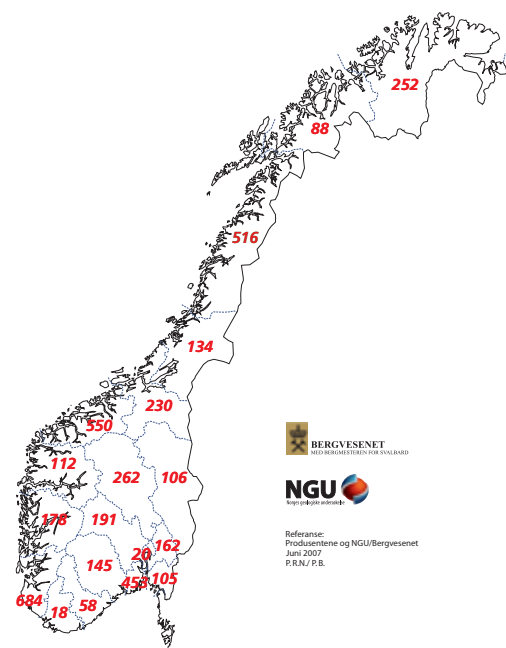 252
88
516
134
230
550
112
262
106
178
191
162
20
145
453
105
684
58
18
BERGVESENET
MED BERGMESTEREN FOR SVALBARD
NGU
Norges geologiske undersøkelse
Referanse:
Produsentene og NGU/Bergvesenet
Juni 2007
P.R.N./ P.B.